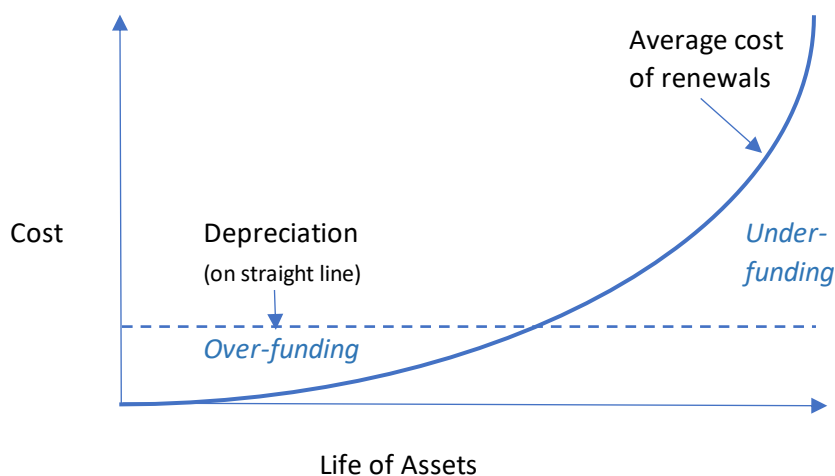 Average cost
of renewals
Cost
Depreciation
(on straight line)
Under-
funding
Over-funding
Life of Assets